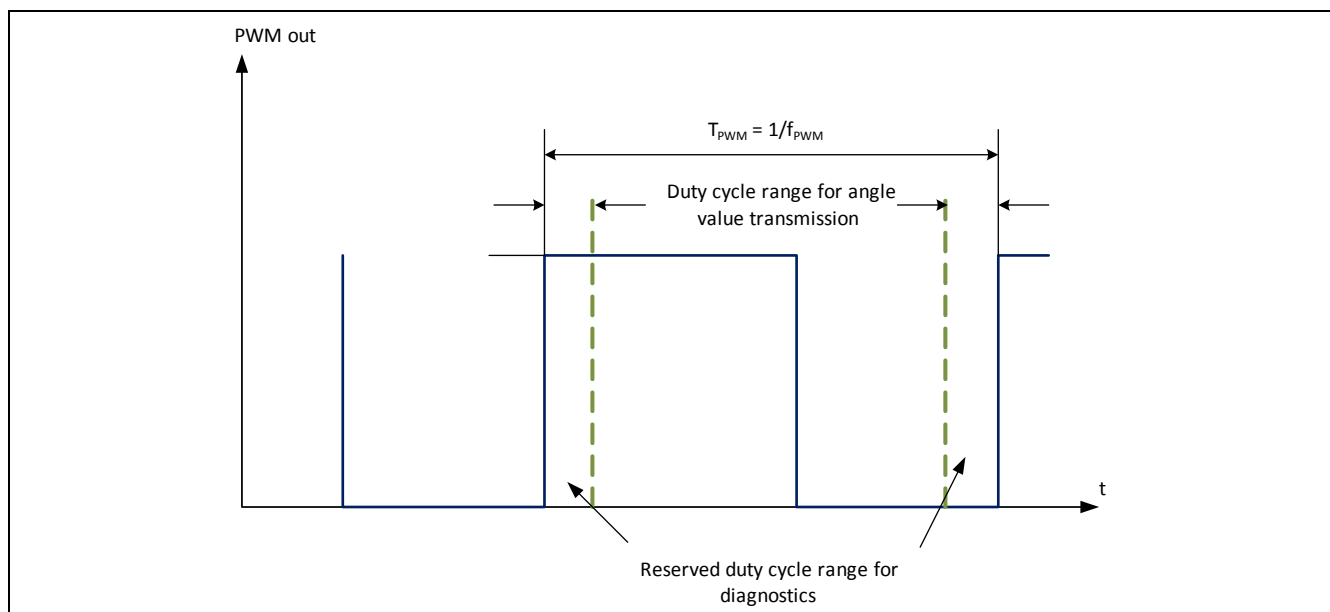 PWM out
T_PWM = 1/f_PWM
Duty cycle range for angle
value transmission
t
Reserved duty cycle range for
diagnostics